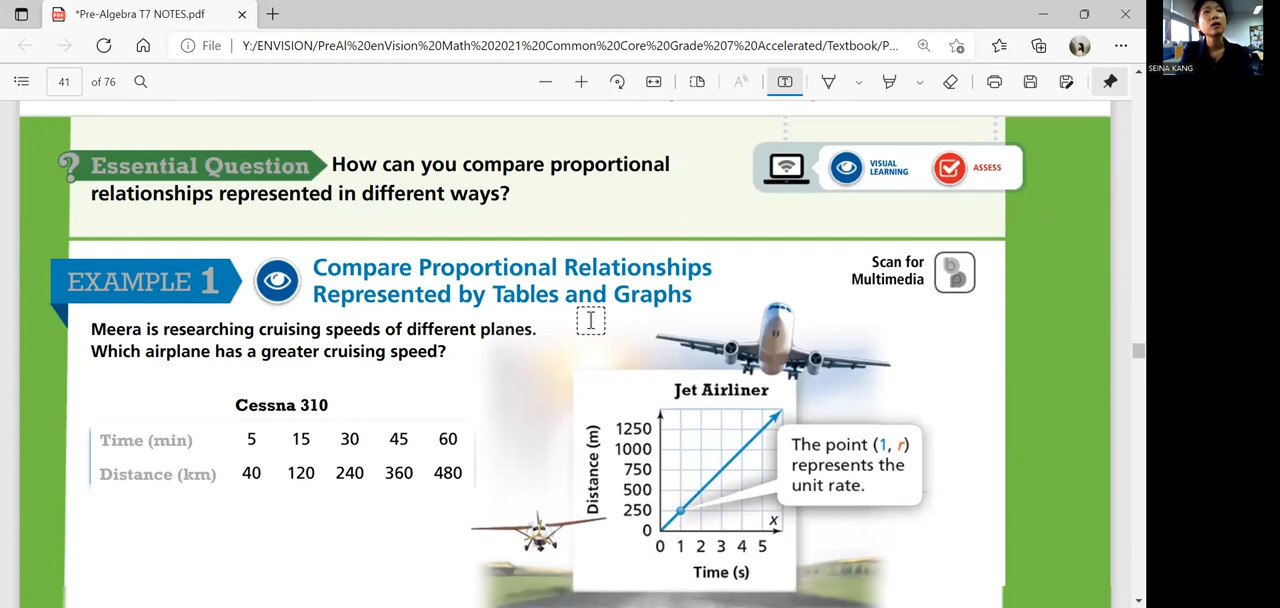 *Pre-Algebra T7 NOTES.pdf
File
Y:/ENVISION/PreAl%20enVision%20Math%202021%20Common%20Core%20Grade%207%20Accelerated/Textbook/P...
41 of 76
SEINA KANG
? Essential Question How can you compare proportional
relationships represented in different ways?
VISUAL
LEARNING
ASSESS
EXAMPLE 1
Compare Proportional Relationships
Represented by Tables and Graphs
Scan for
Multimedia
Meera is researching cruising speeds of different planes.
Which airplane has a greater cruising speed?
Cessna 310
Time (min) 5 15 30 45 60
Distance (km) 40 120 240 360 480
Jet Airliner
Distance (m)
1250
1000
750
500
250
0
x
0 1 2 3 4 5
Time (s)
The point (1, r)
represents the
unit rate.